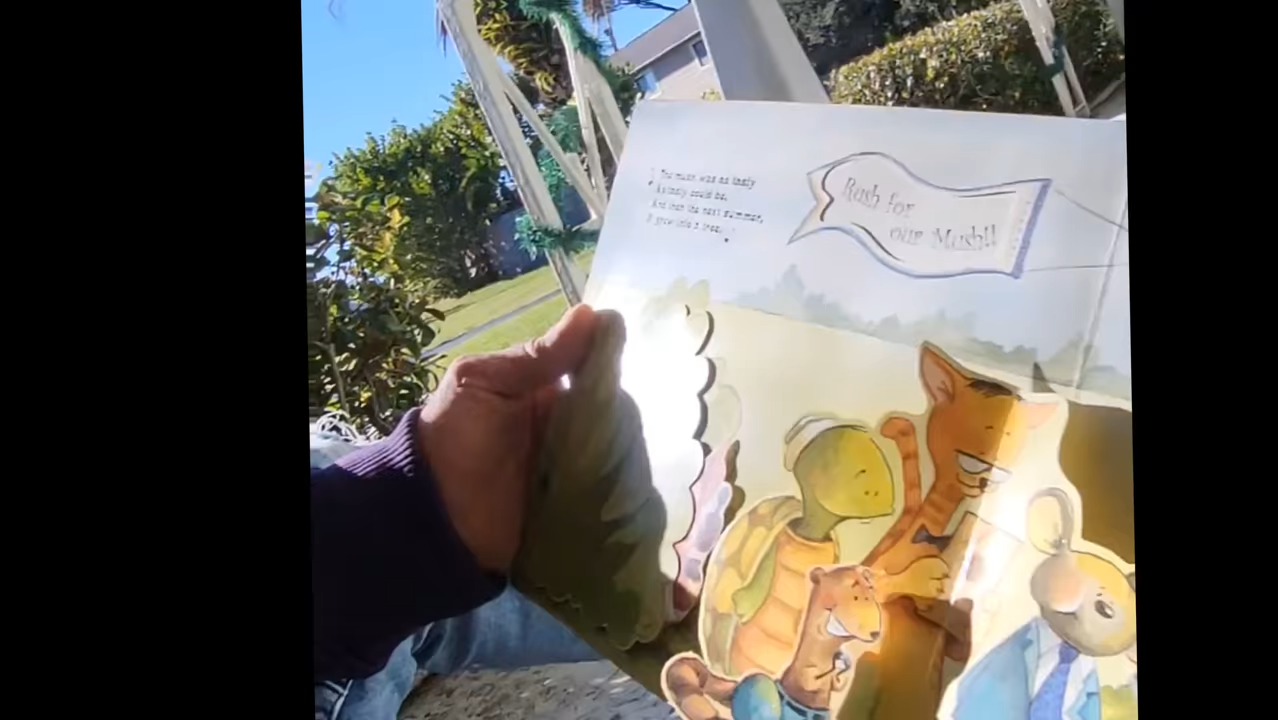 The mush was as tasty
As tasty could be,
And then the next summer,
It grew into a tree.
Rush for
our Mush!!